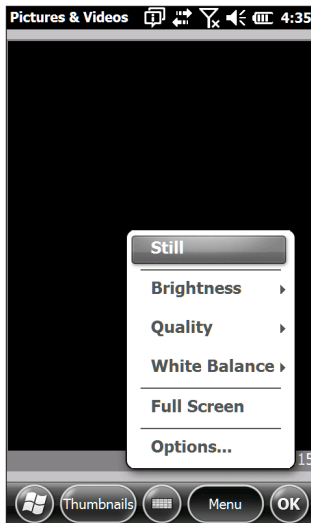 Pictures & Videos 4:35
Still
Brightness
Quality
White Balance
Full Screen
Options...
15
Thumbnails Menu OK